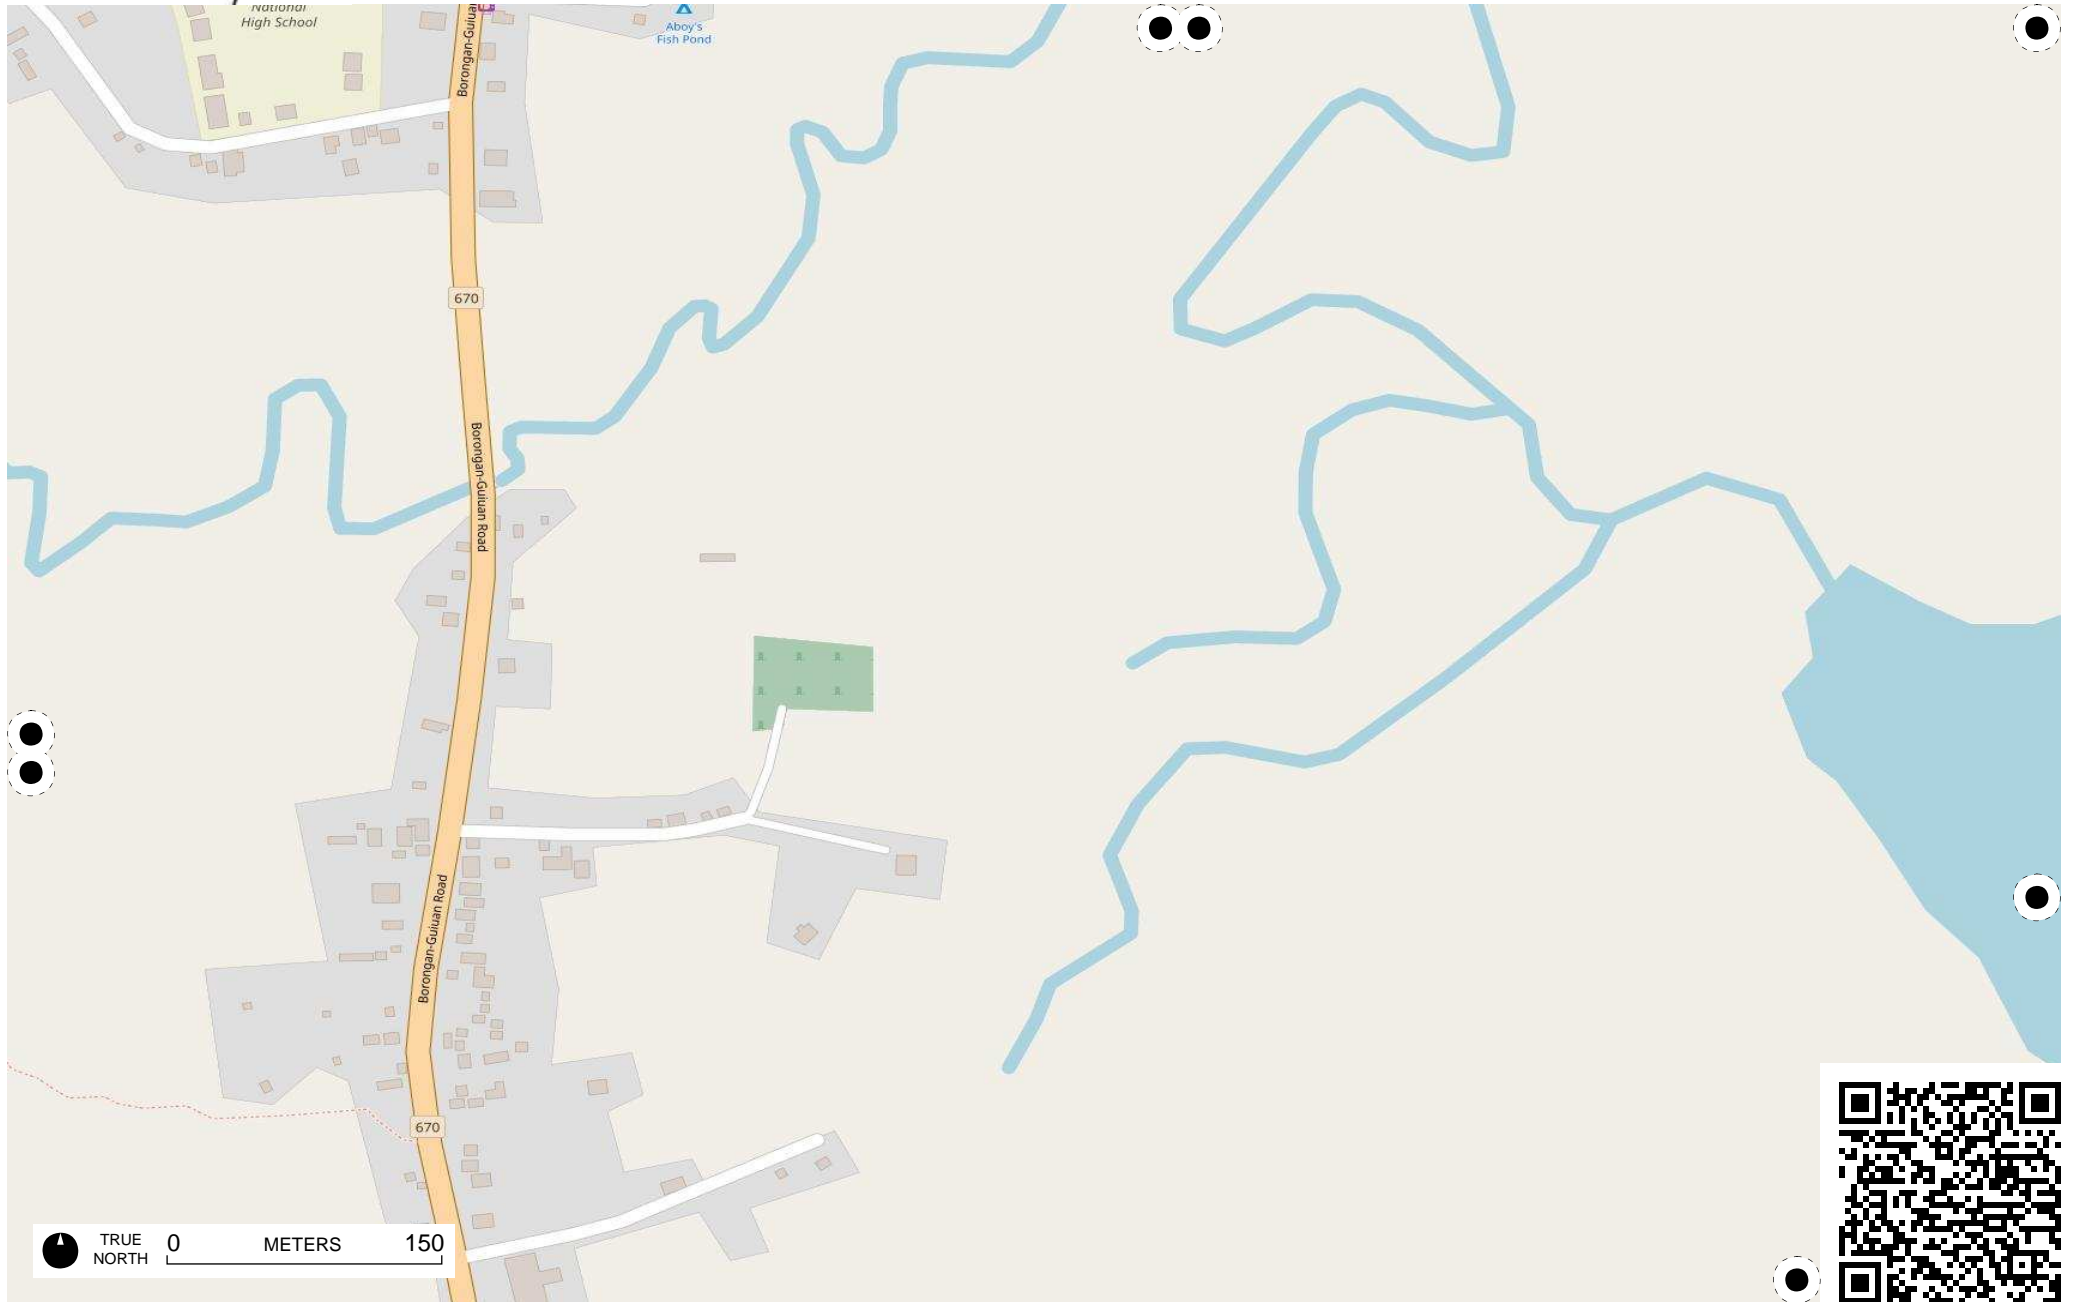 National
High School
Borongan-Guiuan
Aboy's
Fish Pond
670
Borongan-Guiuan Road
Borongan-Guiuan Road
670
TRUE
NORTH
0 METERS 150